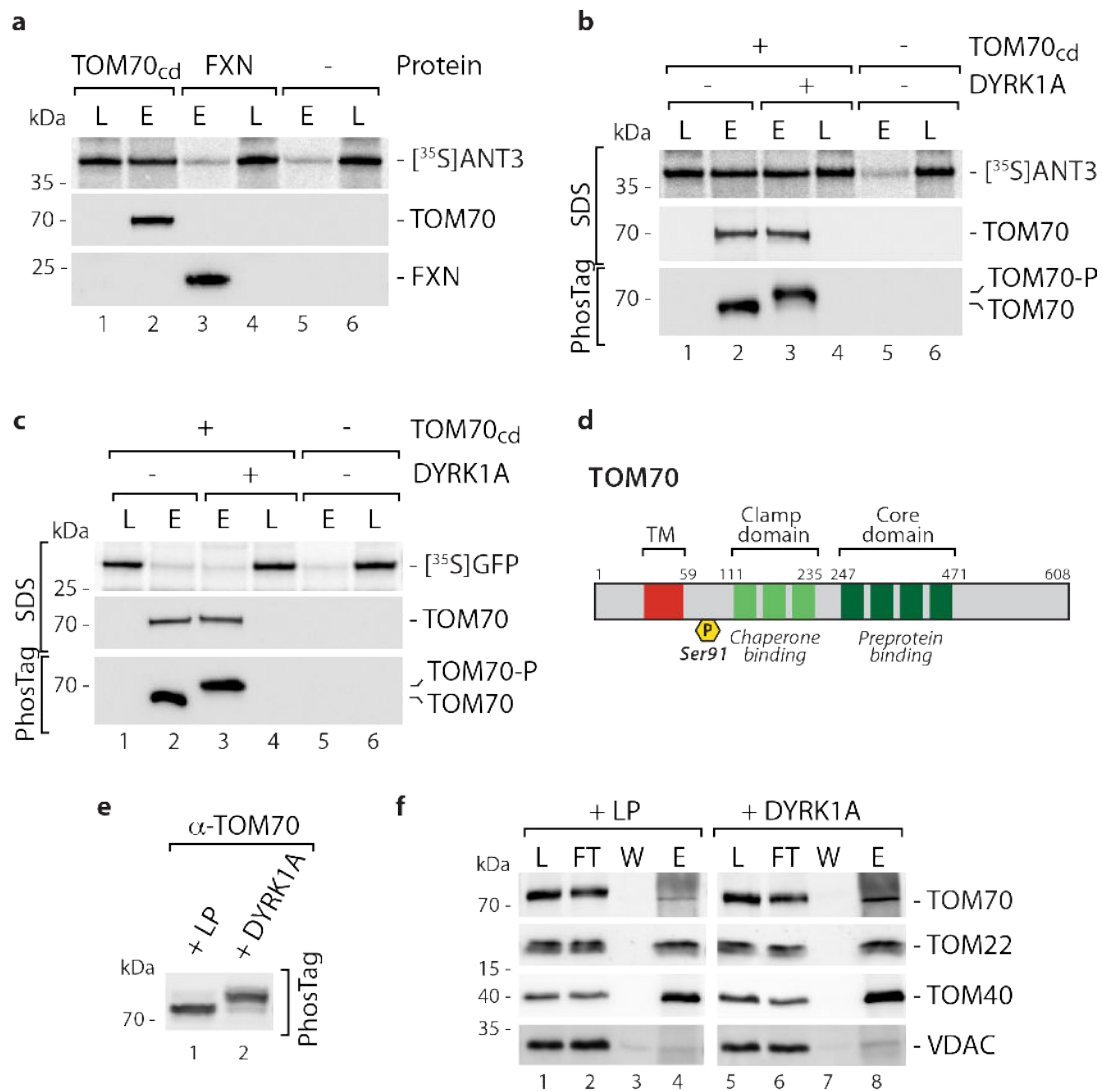 a
TOM70cd FXN - Protein
kDa L E E L E L
- [35S]ANT3
35 -
70 - - TOM70
25 - - FXN
1 2 3 4 5 6
b
+ - TOM70cd
- + - DYRK1A
L E E L E L
kDa
SDS
- [35S]ANT3
35 -
70 - - TOM70
PhosTag
TOM70-P
70 - TOM70
1 2 3 4 5 6
c
+ - TOM70cd
- + - DYRK1A
L E E L E L
kDa
SDS
- [35S]GFP
25 -
70 - - TOM70
PhosTag
70 - TOM70-P
TOM70
1 2 3 4 5 6
d
TOM70
Clamp domain
Core domain
TM
1 59 111 235 247 471 608
P
Ser91
Chaperone binding
Preprotein binding
e
α-TOM70
+ LP
+ DYRK1A
kDa
70 -
PhosTag
1 2
f
+ LP + DYRK1A
kDa L FT W E L FT W E
70 - - TOM70
- TOM22
15 -
40 - - TOM40
35 -
- VDAC
1 2 3 4 5 6 7 8